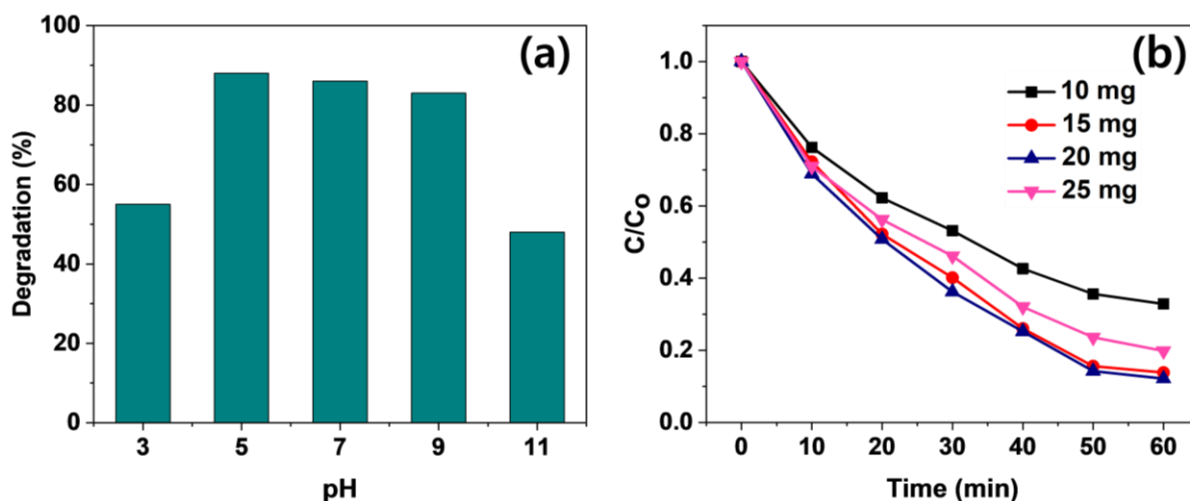 (a)
Degradation (%)
100
80
60
40
20
0
3 5 7 9 11
pH
(b)
10 mg
15 mg
20 mg
25 mg
C/Co
1.0
0.8
0.6
0.4
0.2
0.0
0 10 20 30 40 50 60
Time (min)